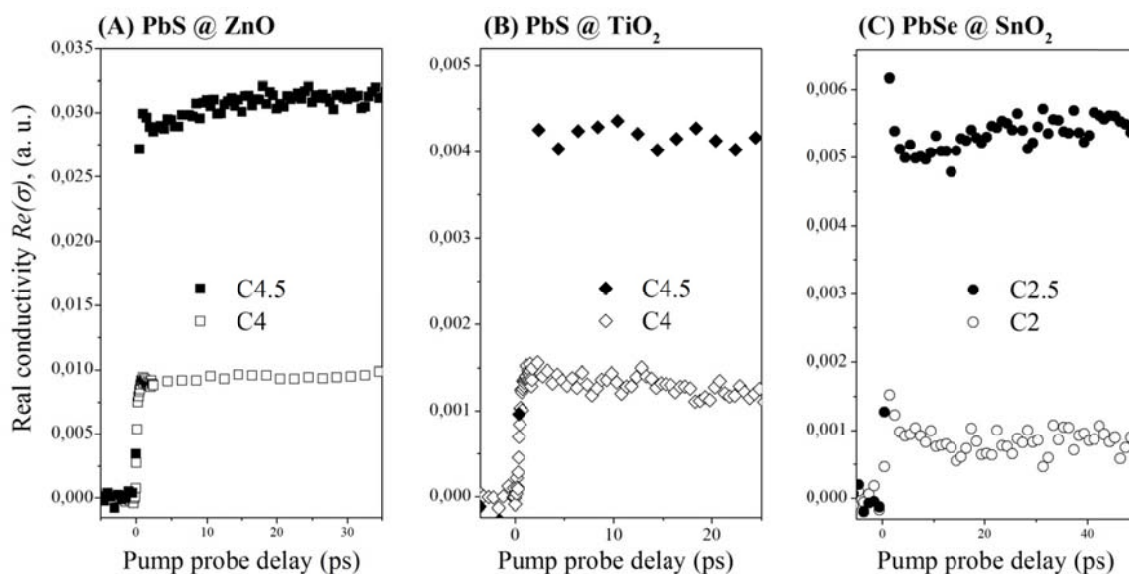 (A) PbS @ ZnO
(B) PbS @ TiO2
(C) PbSe @ SnO2
Real conductivity Re(σ), (a. u.)
0,035
0,030
0,025
0,020
0,015
0,010
0,005
0,000
C4.5
C4
0 10 20 30
Pump probe delay (ps)
0,005
0,004
0,003
0,002
0,001
0,000
C4.5
C4
0 10 20
Pump probe delay (ps)
0,006
0,005
0,004
0,003
0,002
0,001
0,000
C2.5
C2
0 20 40
Pump probe delay (ps)